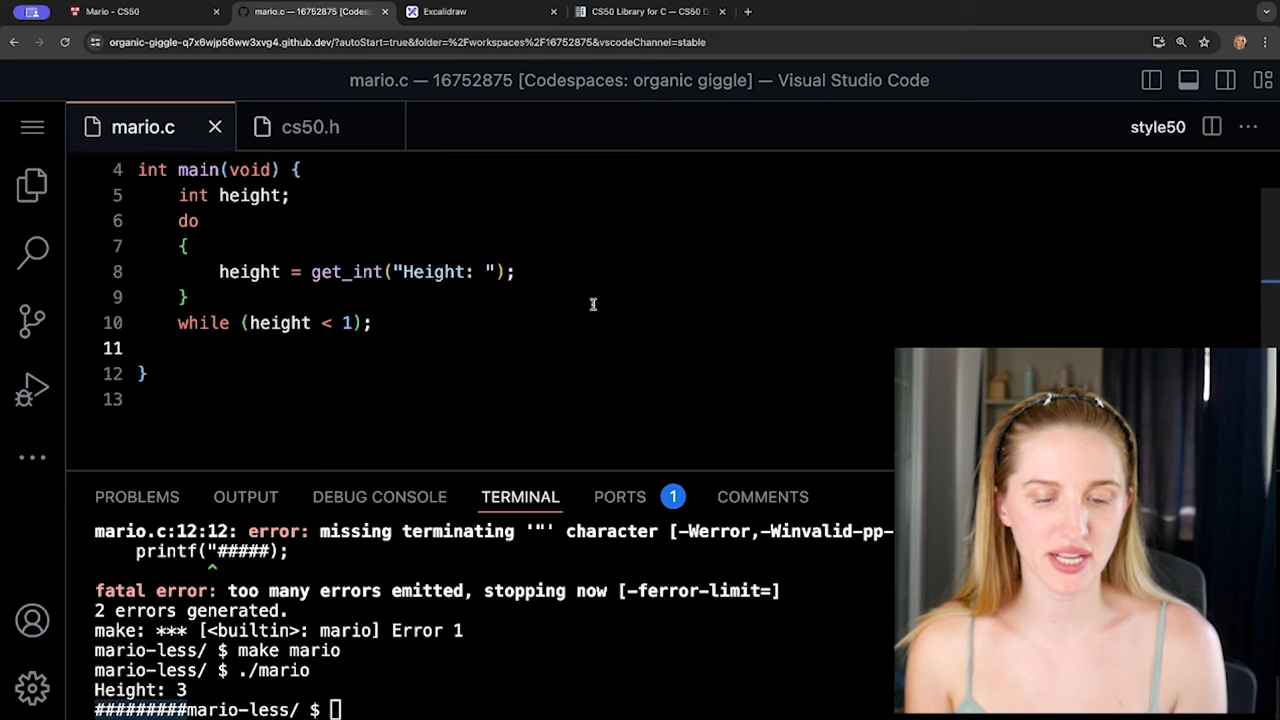 Mario - CS50
mario.c — 16752875 [Codesp
Excalidraw
CS50 Library for C — CS50 D
organic-giggle-q7x6wjp56ww3xvg4.github.dev/?autoStart=true&folder=%2Fworkspaces%2F16752875&vscodeChannel=stable
mario.c — 16752875 [Codespaces: organic giggle] — Visual Studio Code
mario.c
cs50.h
style50
4 int main(void) {
5 int height;
6 do
7 {
8 height = get_int("Height: ");
9 }
10 while (height < 1);
11
12 }
13
PROBLEMS OUTPUT DEBUG CONSOLE TERMINAL PORTS 1 COMMENTS
mario.c:12:12: error: missing terminating '"' character [-Werror,-Winvalid-pp-
printf("#####);
^
fatal error: too many errors emitted, stopping now [-ferror-limit=]
2 errors generated.
make: *** [<builtin>: mario] Error 1
mario-less/ $ make mario
mario-less/ $ ./mario
Height: 3
#########mario-less/ $